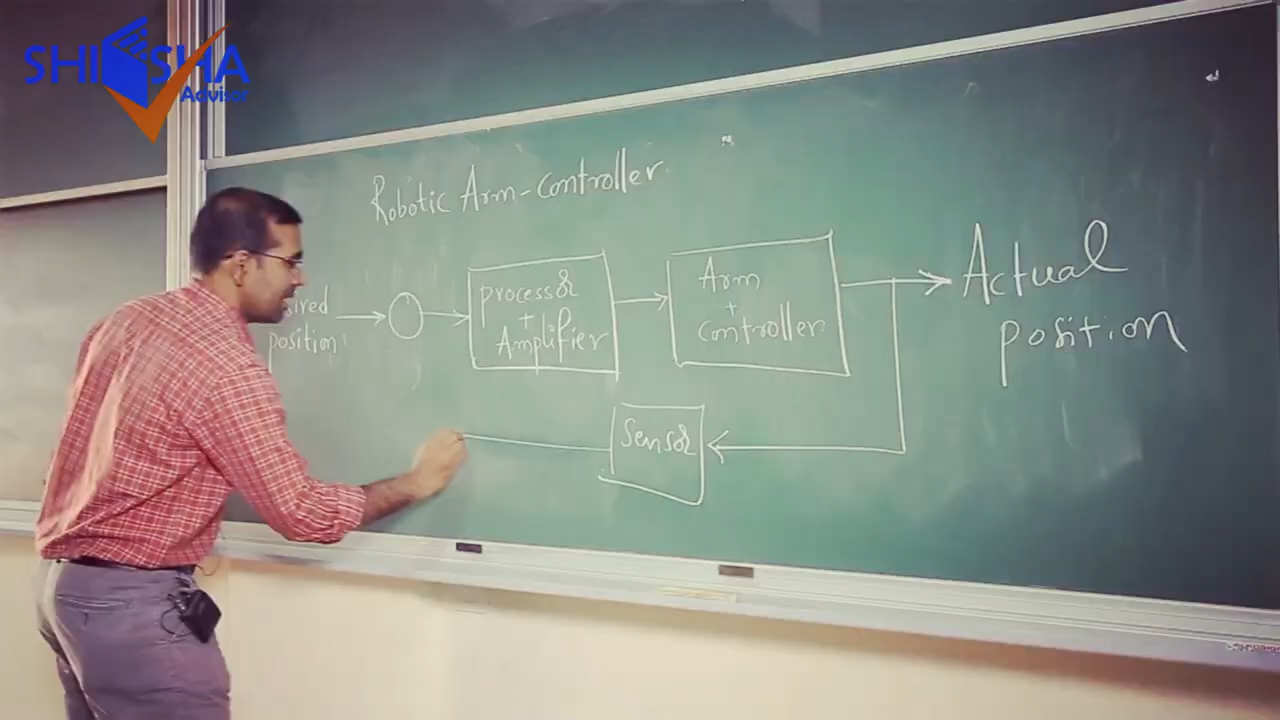 SHIKSHA
Advisor
Robotic Arm-controller
position
processor
+
Amplifier
Arm
+
controller
Actual
position
sensor